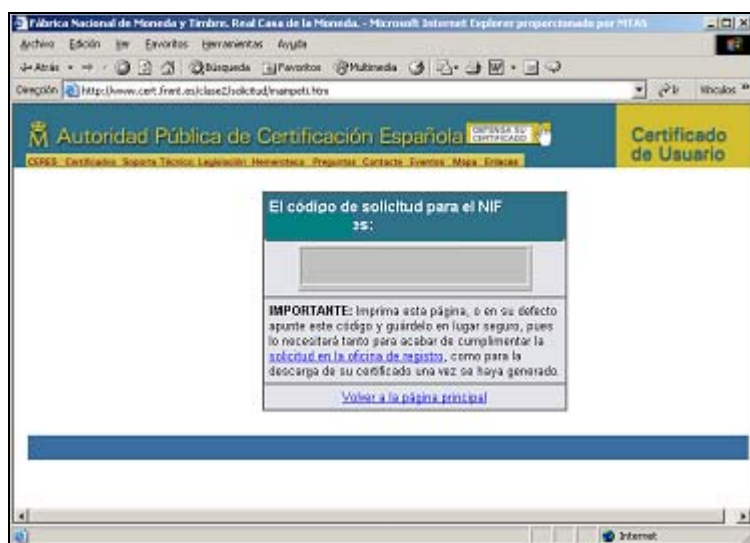 Fábrica Nacional de Moneda y Timbre. Real Casa de la Moneda. - Microsoft Internet Explorer proporcionado por MTAS
Archivo Edición Ver Favoritos Herramientas Ayuda
Atrás Búsqueda Favoritos Multimedia
Dirección http://www.cert.fnmt.es/clase2/solicitud/mainpeti.htm Ir Vínculos »
Autoridad Pública de Certificación Española
CERES Certificados Soporte Técnico Legislación Hemeroteca Preguntas Contacto Eventos Mapa Enlaces
Certificado
de Usuario
El código de solicitud para el NIF
es:
IMPORTANTE: Imprima esta página, o en su defecto
apunte este código y guárdelo en lugar seguro, pues
lo necesitará tanto para acabar de cumplimentar la
solicitud en la oficina de registro, como para la
descarga de su certificado una vez se haya generado.
Volver a la página principal
Internet